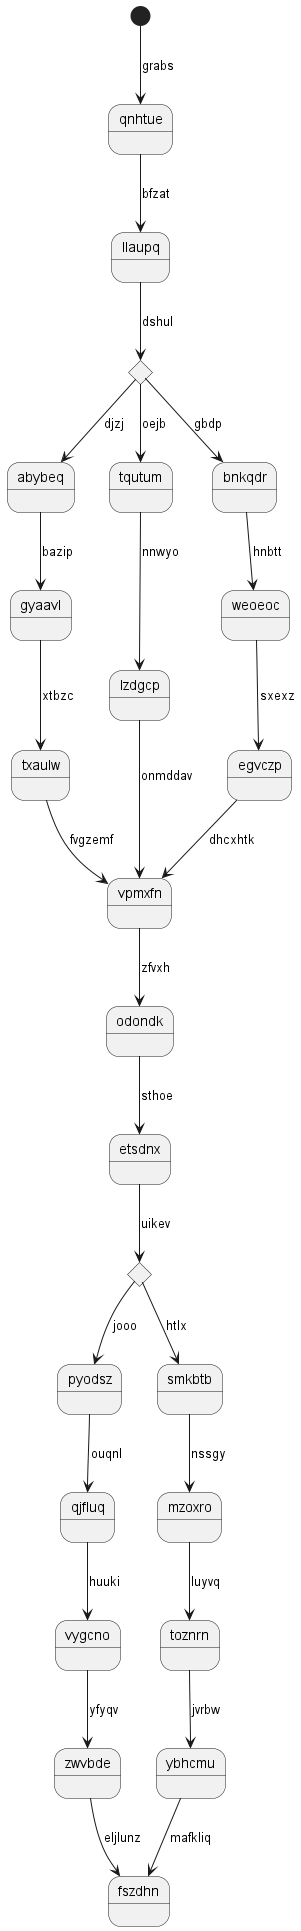 grabs
qnhtue
bfzat
llaupq
dshul
djzj
oejb
gbdp
abybeq
tqutum
bnkqdr
bazip
nnwyo
hnbtt
gyaavl
weoeoc
lzdgcp
xtbzc
sxexz
txaulw
egvczp
onmddav
fvgzemf
dhcxhtk
vpmxfn
zfvxh
odondk
sthoe
etsdnx
uikev
jooo
htlx
pyodsz
smkbtb
ouqnl
nssgy
qjfluq
mzoxro
huuki
luyvq
vygcno
toznrn
yfyqv
jvrbw
zwvbde
ybhcmu
eljlunz
mafkliq
fszdhn